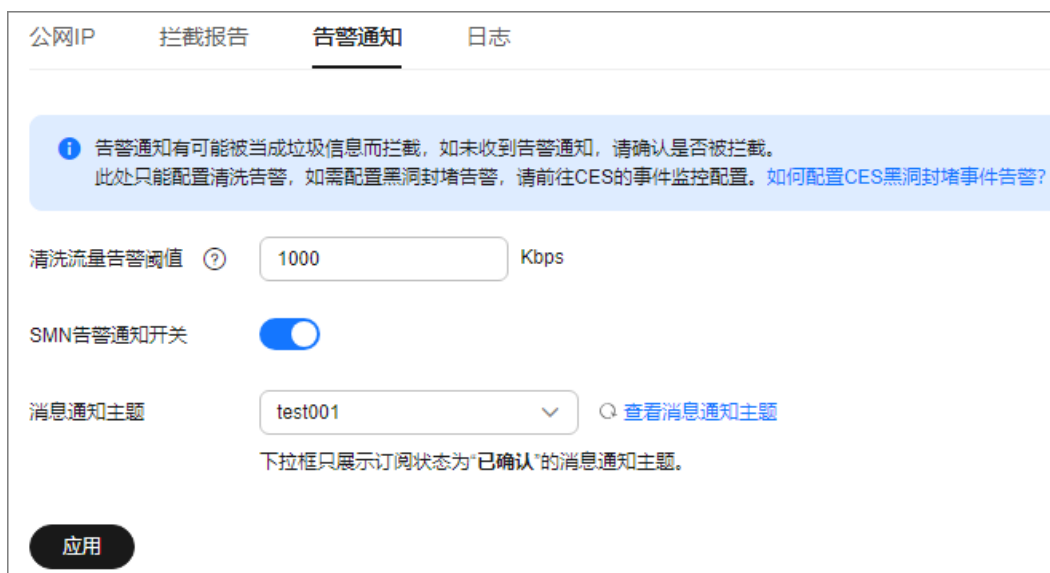 公网IP 拦截报告 告警通知 日志
告警通知有可能被当成垃圾信息而拦截，如未收到告警通知，请确认是否被拦截。
此处只能配置清洗告警，如需配置黑洞封堵告警，请前往CES的事件监控配置。如何配置CES黑洞封堵事件告警?
清洗流量告警阈值 ? 1000 Kbps
SMN告警通知开关
消息通知主题 test001 查看消息通知主题
下拉框只展示订阅状态为“已确认”的消息通知主题。
应用